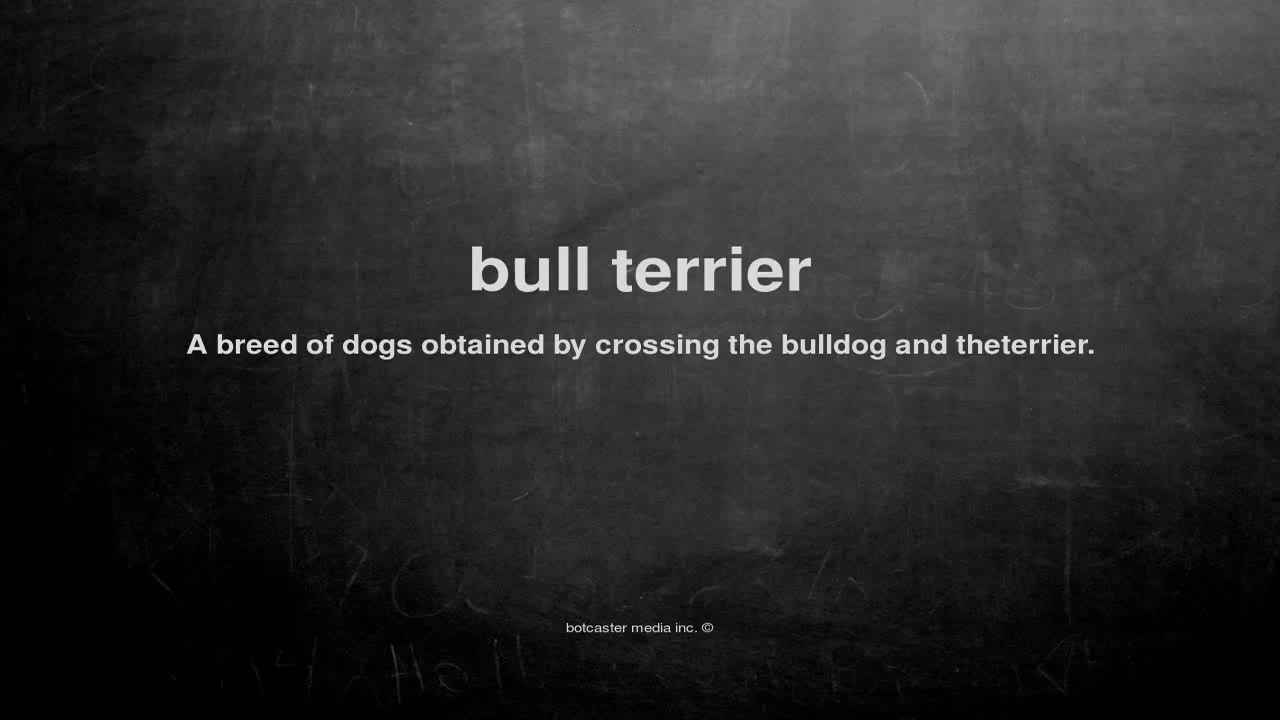 bull terrier
A breed of dogs obtained by crossing the bulldog and theterrier.
botcaster media inc. ©